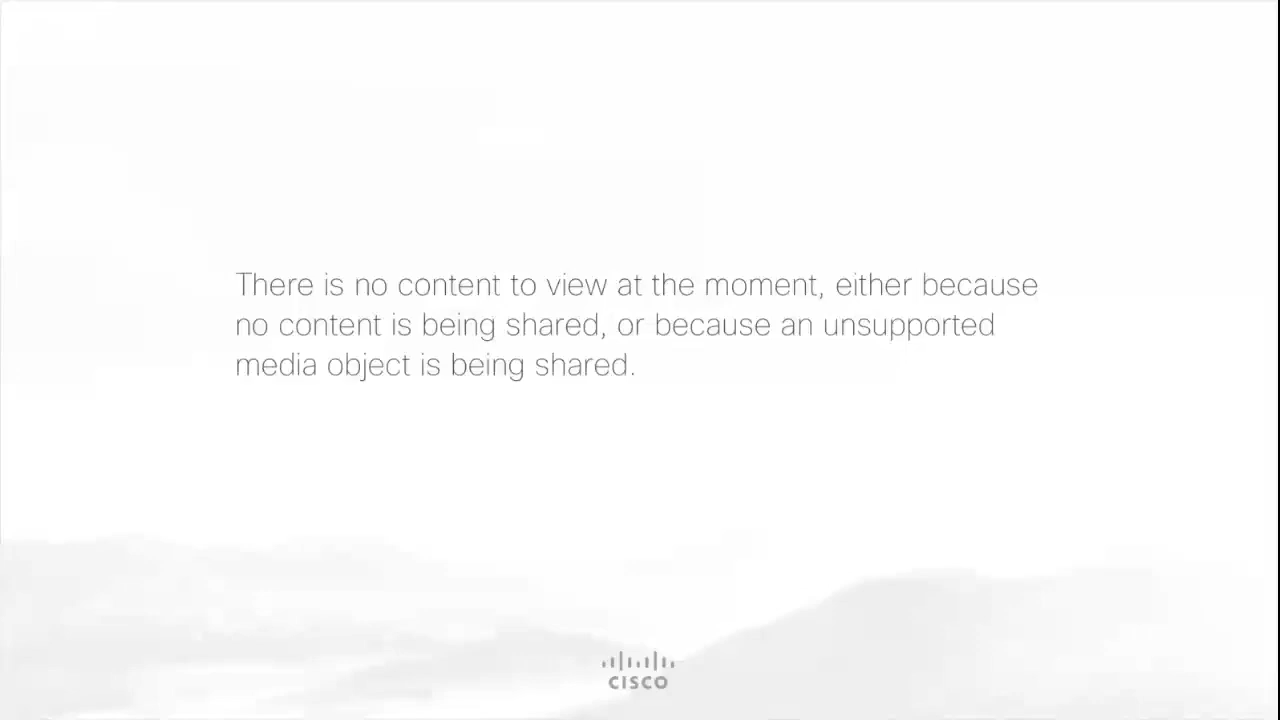 There is no content to view at the moment, either because
no content is being shared, or because an unsupported
media object is being shared.
CISCO